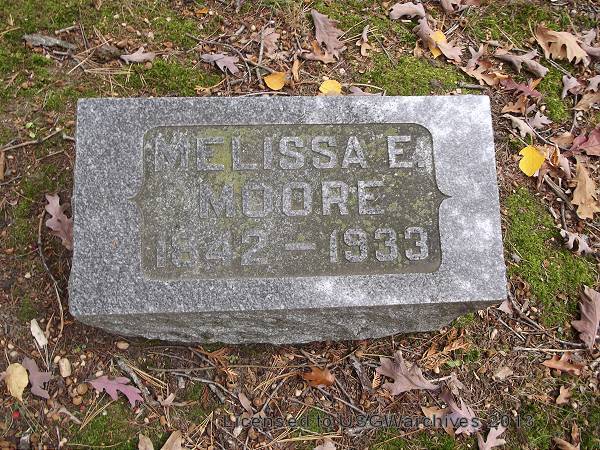 MELISSA E.
MOORE
1842 – 1933
Licensed to USGWarchives 2013